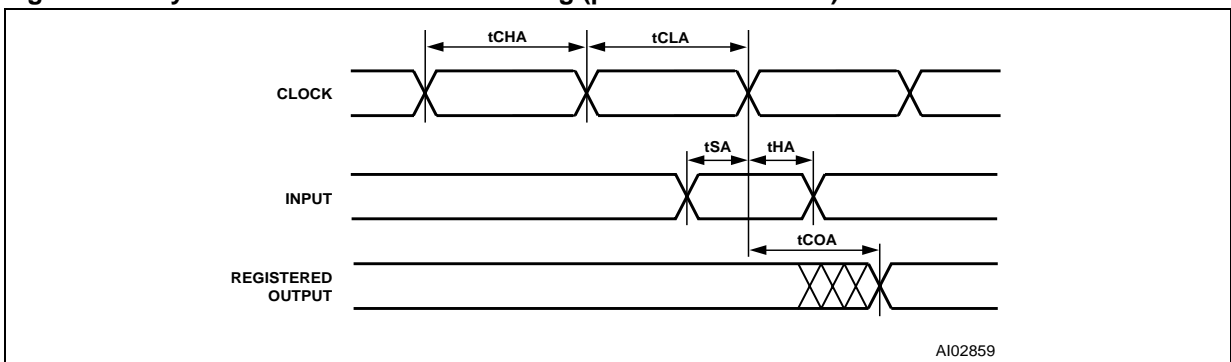 tCHA tCLA
CLOCK
tSA tHA
INPUT
tCOA
REGISTERED
OUTPUT
AI02859